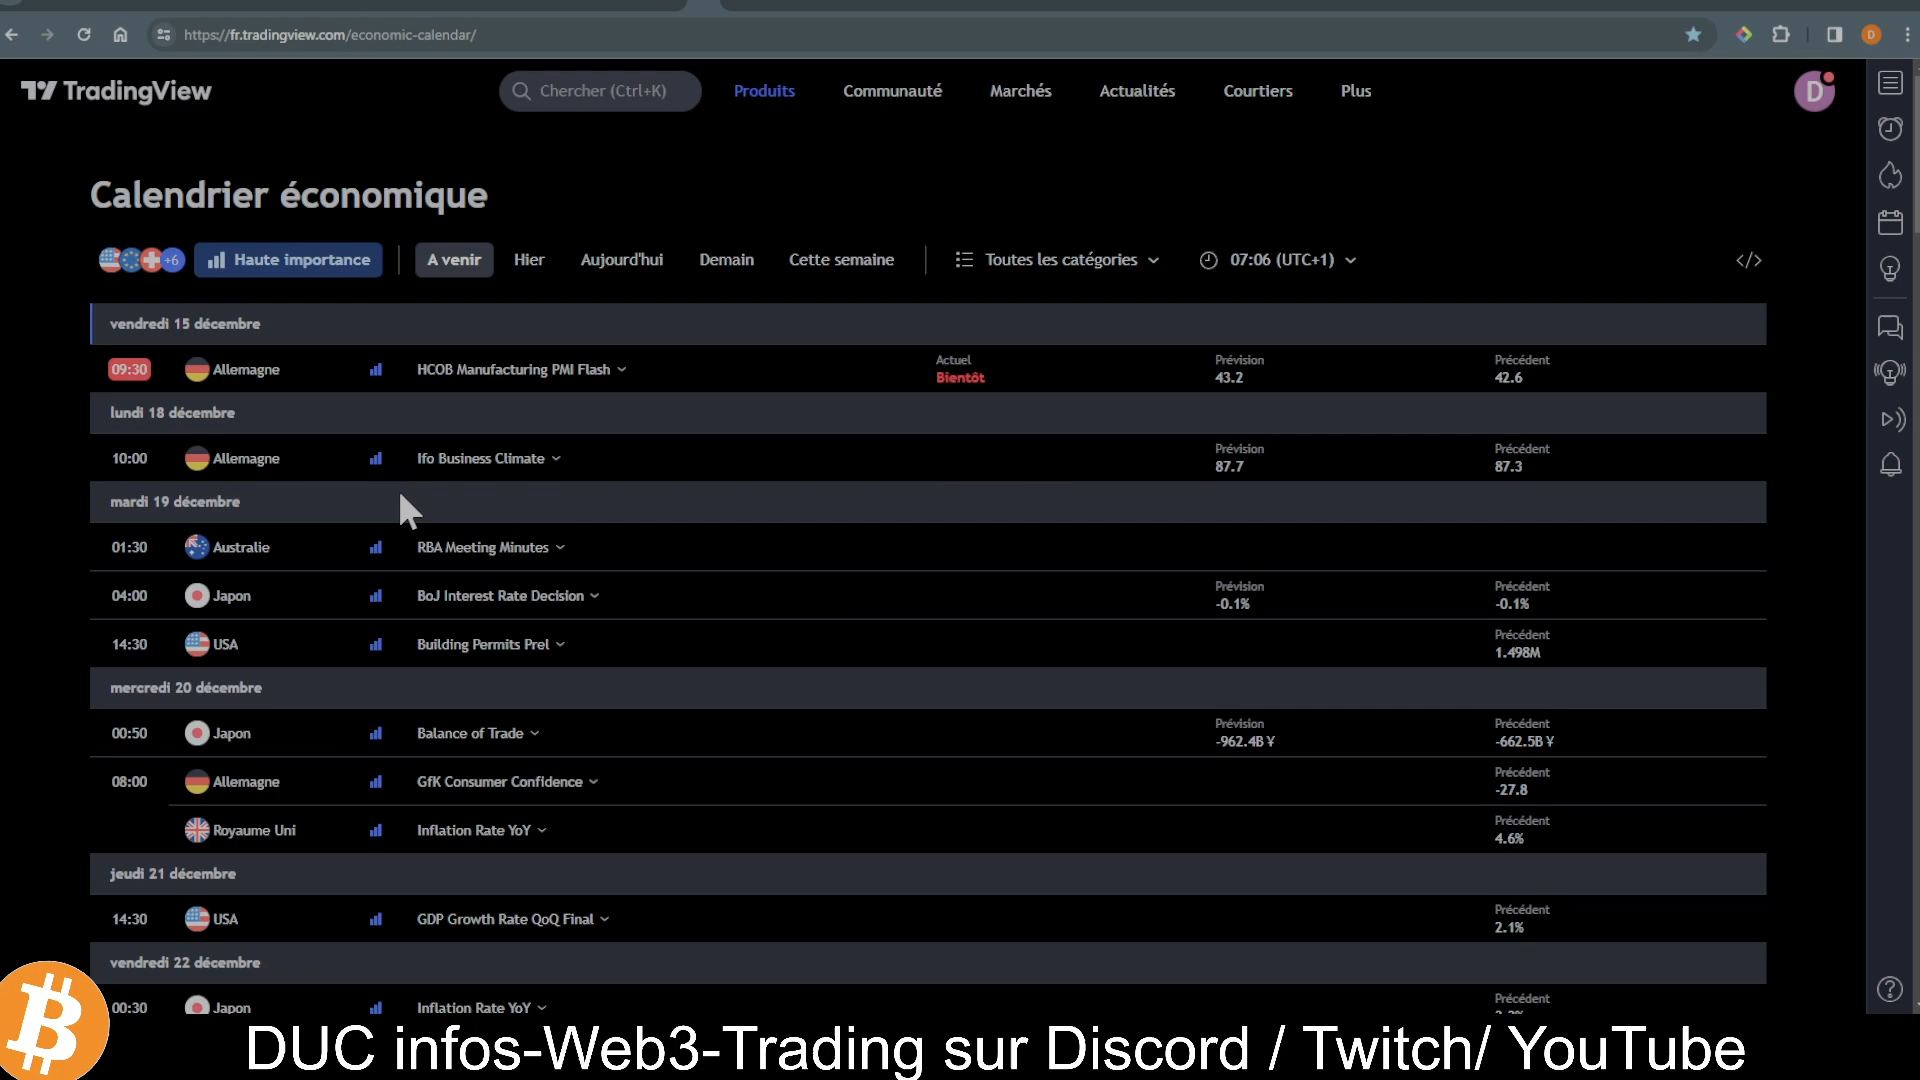 https://fr.tradingview.com/economic-calendar/
D
TradingView
Chercher (Ctrl+K)
Produits
Communauté
Marchés
Actualités
Courtiers
Plus
D
Calendrier économique
+6
Haute importance
A venir
Hier
Aujourd'hui
Demain
Cette semaine
Toutes les catégories
07:06 (UTC+1)
</>
vendredi 15 décembre
09:30 Allemagne HCOB Manufacturing PMI Flash
Actuel Prévision Précédent
Bientôt 43.2 42.6
lundi 18 décembre
10:00 Allemagne Ifo Business Climate
Prévision Précédent
87.7 87.3
mardi 19 décembre
01:30 Australie RBA Meeting Minutes
04:00 Japon BoJ Interest Rate Decision
Prévision Précédent
-0.1% -0.1%
14:30 USA Building Permits Prel
Précédent
1.498M
mercredi 20 décembre
00:50 Japon Balance of Trade
Prévision Précédent
-962.4B ¥ -662.5B ¥
08:00 Allemagne GfK Consumer Confidence
Précédent
-27.8
Royaume Uni Inflation Rate YoY
Précédent
4.6%
jeudi 21 décembre
14:30 USA GDP Growth Rate QoQ Final
Précédent
2.1%
vendredi 22 décembre
00:30 Japon Inflation Rate YoY
Précédent
DUC infos-Web3-Trading sur Discord / Twitch/ YouTube